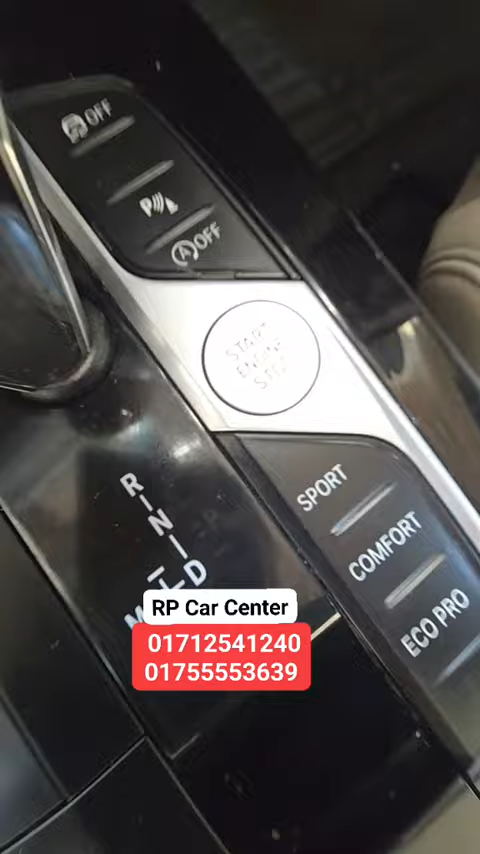 OFF
P
A OFF
START
ENGINE
STOP
SPORT
COMFORT
ECO PRO
R
N
D
M
RP Car Center
01712541240
01755553639